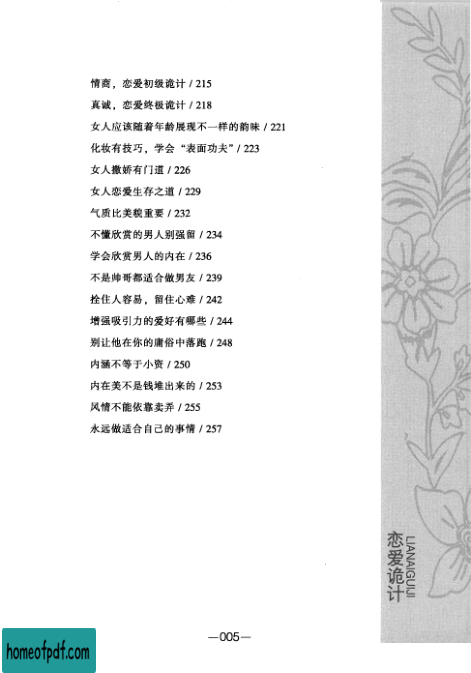 情商，恋爱初级诡计 / 215
真诚，恋爱终极诡计 / 218
女人应该随着年龄展现不一样的韵味 / 221
化妆有技巧，学会“表面功夫” / 223
女人撒娇有门道 / 226
女人恋爱生存之道 / 229
气质比美貌重要 / 232
不懂欣赏的男人别强留 / 234
学会欣赏男人的内在 / 236
不是帅哥都适合做男友 / 239
拴住人容易，留住心难 / 242
增强吸引力的爱好有哪些 / 244
别让他在你的庸俗中落跑 / 248
内涵不等于小资 / 250
内在美不是钱堆出来的 / 253
风情不能依靠卖弄 / 255
永远做适合自己的事情 / 257
恋爱诡计
LIANAIGUIJI
—005—
homeofpdf.com